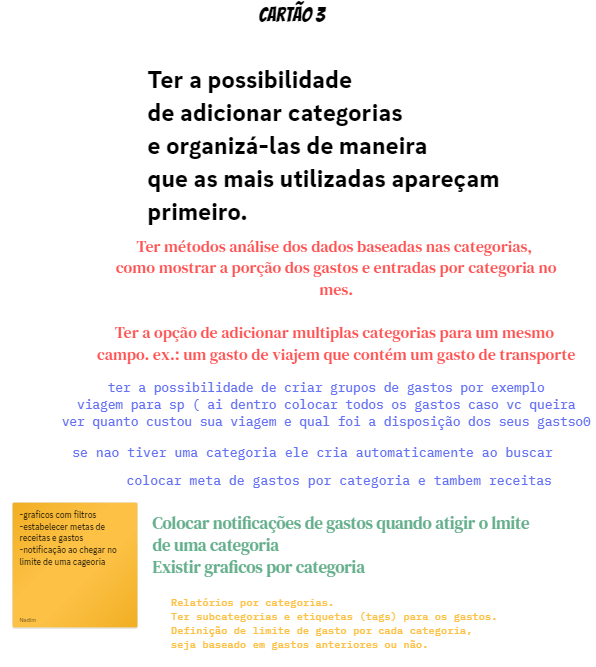 CARTÃO 3
Ter a possibilidade
de adicionar categorias
e organizá-las de maneira
que as mais utilizadas apareçam
primeiro.
Ter métodos análise dos dados baseadas nas categorias,
como mostrar a porção dos gastos e entradas por categoria no
mes.
Ter a opção de adicionar multiplas categorias para um mesmo
campo. ex.: um gasto de viajem que contém um gasto de transporte
ter a possibilidade de criar grupos de gastos por exemplo
viagem para sp ( ai dentro colocar todos os gastos caso vc queira
ver quanto custou sua viagem e qual foi a disposição dos seus gastso0
se nao tiver uma categoria ele cria automaticamente ao buscar
colocar meta de gastos por categoria e tambem receitas
-graficos com filtros
-estabelecer metas de
receitas e gastos
-notificação ao chegar no
limite de uma cageoria
Nardim
Colocar notificações de gastos quando atigir o lmite
de uma categoria
Existir graficos por categoria
Relatórios por categorias.
Ter subcategorias e etiquetas (tags) para os gastos.
Definição de limite de gasto por cada categoria,
seja baseado em gastos anteriores ou não.